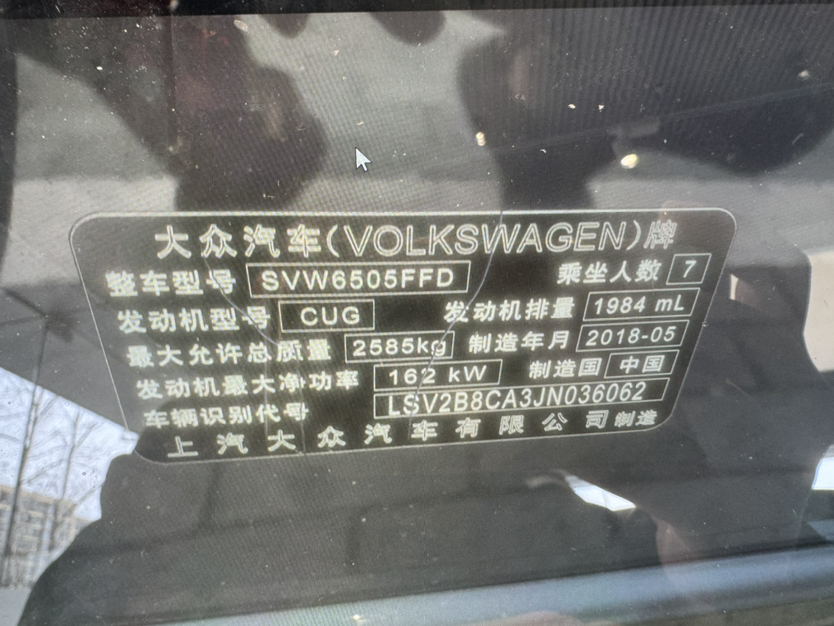 大众汽车(VOLKSWAGEN)牌
整车型号 SVW6505FFD 乘坐人数 7
发动机型号 CUG 发动机排量 1984 mL
最大允许总质量 2585kg 制造年月 2018-05
发动机最大净功率 162 kW 制造国 中国
车辆识别代号 LSV2B8CA3JN036062
上汽大众汽车有限公司制造